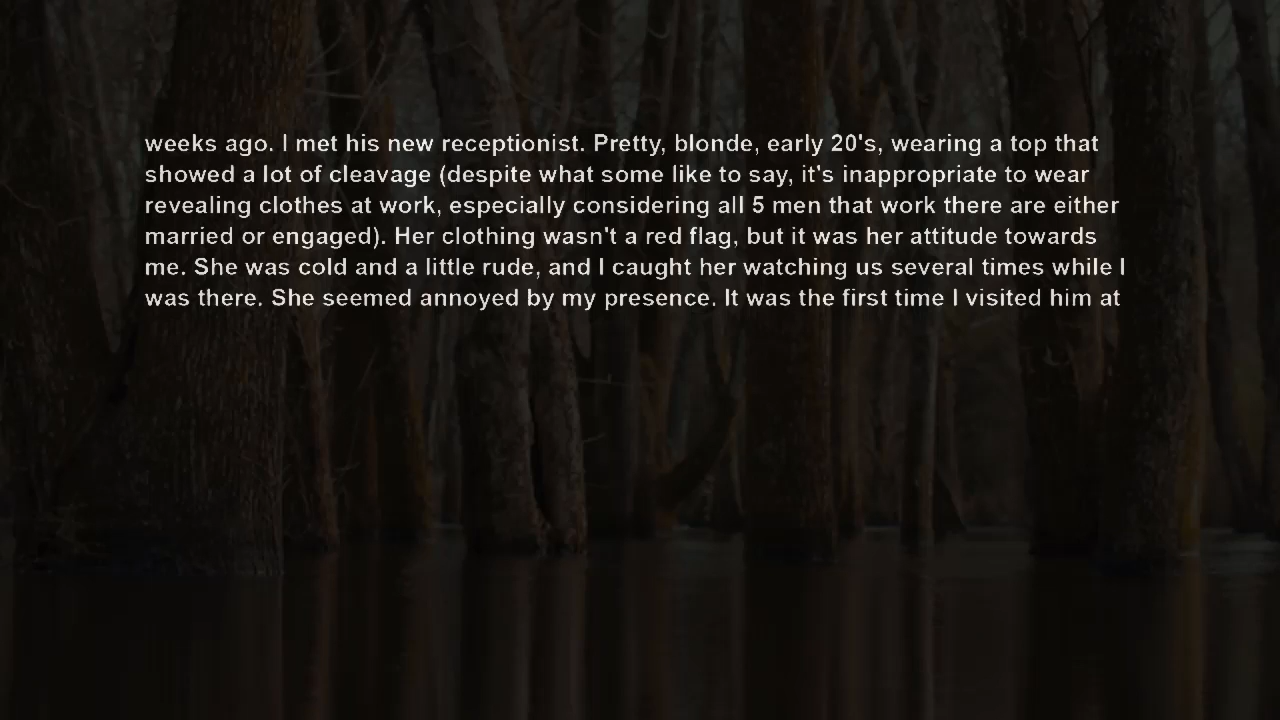 weeks ago. I met his new receptionist. Pretty, blonde, early 20's, wearing a top that
showed a lot of cleavage (despite what some like to say, it's inappropriate to wear
revealing clothes at work, especially considering all 5 men that work there are either
married or engaged). Her clothing wasn't a red flag, but it was her attitude towards
me. She was cold and a little rude, and I caught her watching us several times while I
was there. She seemed annoyed by my presence. It was the first time I visited him at